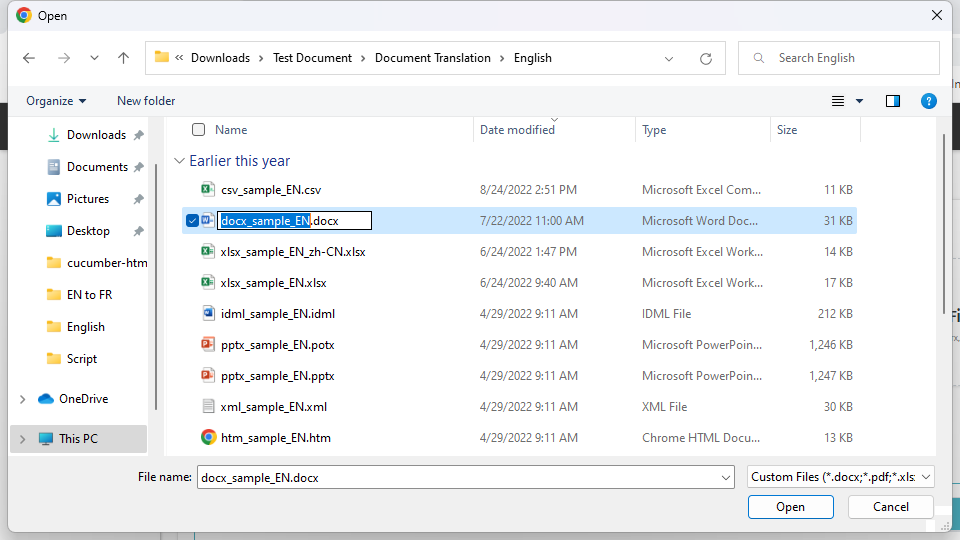 Open
Downloads > Test Document > Document Translation > English
Search English
Organize
New folder
Name
Date modified
Type
Size
Downloads
Documents
Pictures
Desktop
cucumber-htm
EN to FR
English
Script
OneDrive
This PC
Earlier this year
csv_sample_EN.csv 8/24/2022 2:51 PM Microsoft Excel Com... 11 KB
docx_sample_EN.docx 7/22/2022 11:00 AM Microsoft Word Doc... 31 KB
xlsx_sample_EN_zh-CN.xlsx 6/24/2022 1:47 PM Microsoft Excel Work... 14 KB
xlsx_sample_EN.xlsx 6/24/2022 9:40 AM Microsoft Excel Work... 17 KB
idml_sample_EN.idml 4/29/2022 9:11 AM IDML File 212 KB
pptx_sample_EN.potx 4/29/2022 9:11 AM Microsoft PowerPoin... 1,246 KB
pptx_sample_EN.pptx 4/29/2022 9:11 AM Microsoft PowerPoin... 1,247 KB
xml_sample_EN.xml 4/29/2022 9:11 AM XML File 30 KB
htm_sample_EN.htm 4/29/2022 9:11 AM Chrome HTML Docu... 13 KB
File name: docx_sample_EN.docx
Custom Files (*.docx;*.pdf;*.xls
Open
Cancel